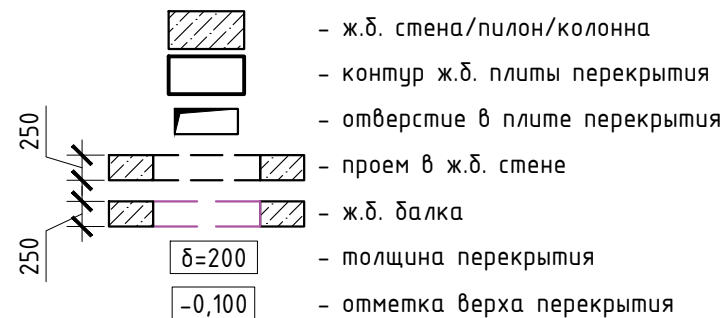 - ж.б. стена/пилон/колонна
- контур ж.б. плиты перекрытия
- отверстие в плите перекрытия
250
- проем в ж.б. стене
- ж.б. балка
250
δ=200 - толщина перекрытия
-0,100 - отметка верха перекрытия